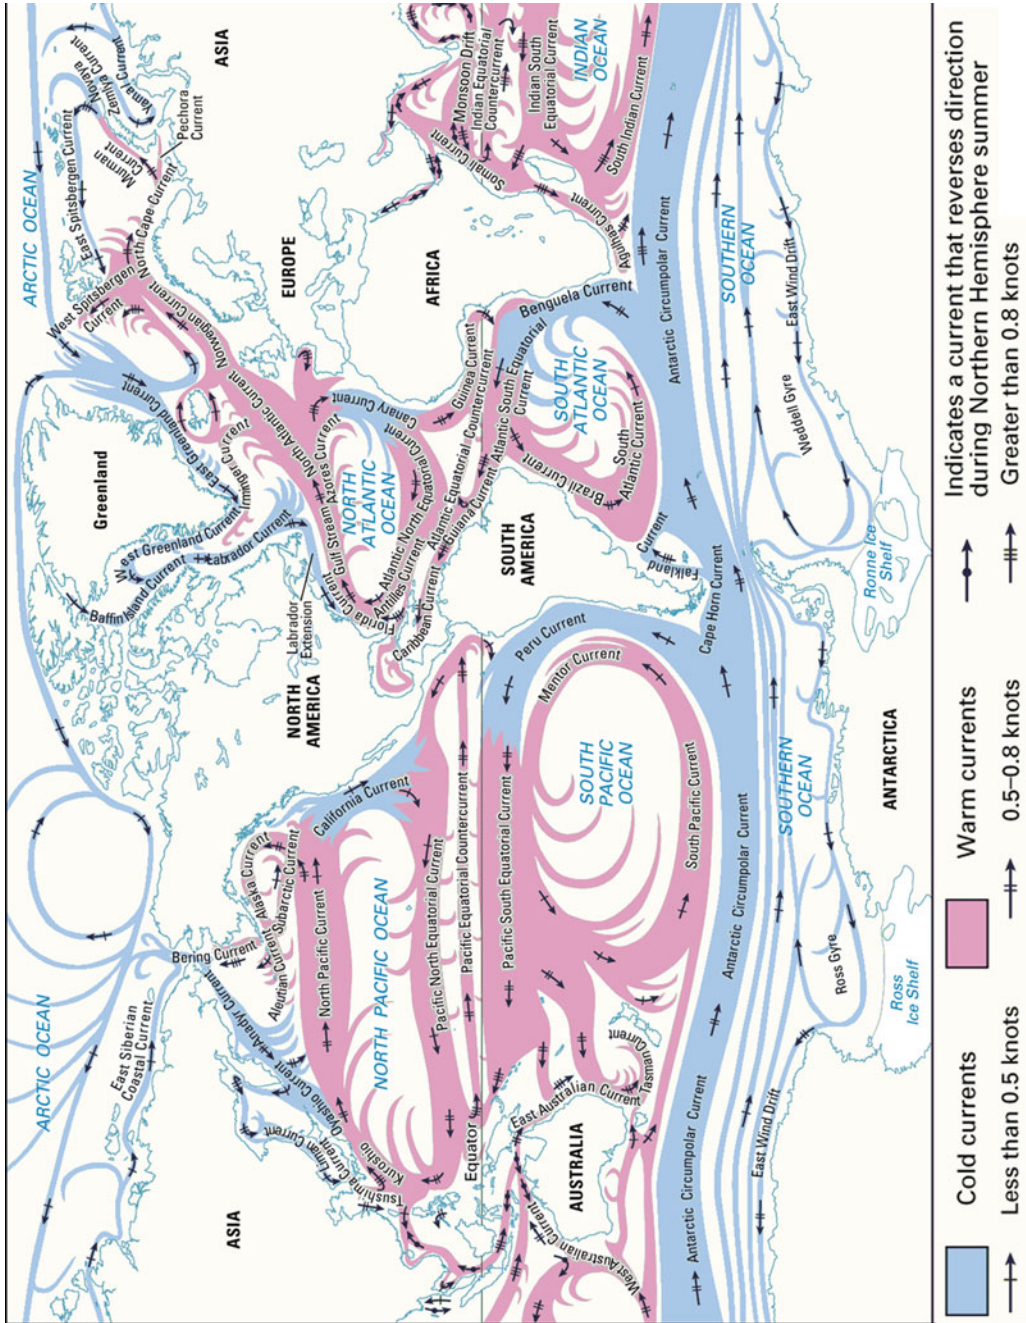 ARCTIC OCEAN
East Siberian
Coastal Current
ASIA
Bering Current
Anadyr Current
Oyashio Current
Liman Current
Tsushima Current
Kuroshio
Aleutian Current
Alaska Current
Subarctic Current
North Pacific Current
California Current
NORTH PACIFIC OCEAN
Pacific North Equatorial Current
Pacific Equatorial Countercurrent
Equator
Pacific South Equatorial Current
East Australian Current
Tasman Current
AUSTRALIA
West Australian Current
SOUTH
PACIFIC
OCEAN
Mentor Current
Peru Current
South Pacific Current
Antarctic Circumpolar Current
Antarctic Circumpolar Current
East Wind Drift
SOUTHERN
OCEAN
Ross Gyre
Ross
Ice Shelf
ANTARCTICA
NORTH
AMERICA
Greenland
Baffin Island Current
West Greenland Current
Labrador Current
Labrador
Extension
East Greenland Current
Irminger Current
Florida Current
Gulf Stream
Azores Current
North Atlantic Current
Norwegian Current
West Spitsbergen
Current
North Cape Current
East Spitsbergen Current
Murman
Current
Pechora
Current
Novaya
Zemlya Current
Yamal Current
ARCTIC OCEAN
ASIA
EUROPE
AFRICA
NORTH
ATLANTIC
OCEAN
Canary Current
Antilles Current
Atlantic North Equatorial Current
Atlantic Equatorial Countercurrent
Caribbean Current
Guiana Current
Guinea Current
Atlantic South Equatorial
Current
SOUTH
AMERICA
SOUTH
ATLANTIC
OCEAN
Brazil Current
South
Atlantic Current
Benguela Current
Falkland
Current
Cape Horn Current
Antarctic Circumpolar Current
Antarctic Circumpolar Current
SOUTHERN
OCEAN
East Wind Drift
Weddell Gyre
Ronne Ice
Shelf
Somali Current
Monsoon Drift
Indian Equatorial
Countercurrent
Indian South
Equatorial Current
INDIAN
OCEAN
South Indian Current
Agulhas Current
Cold currents
Warm currents
Indicates a current that reverses direction
during Northern Hemisphere summer
Less than 0.5 knots
0.5–0.8 knots
Greater than 0.8 knots